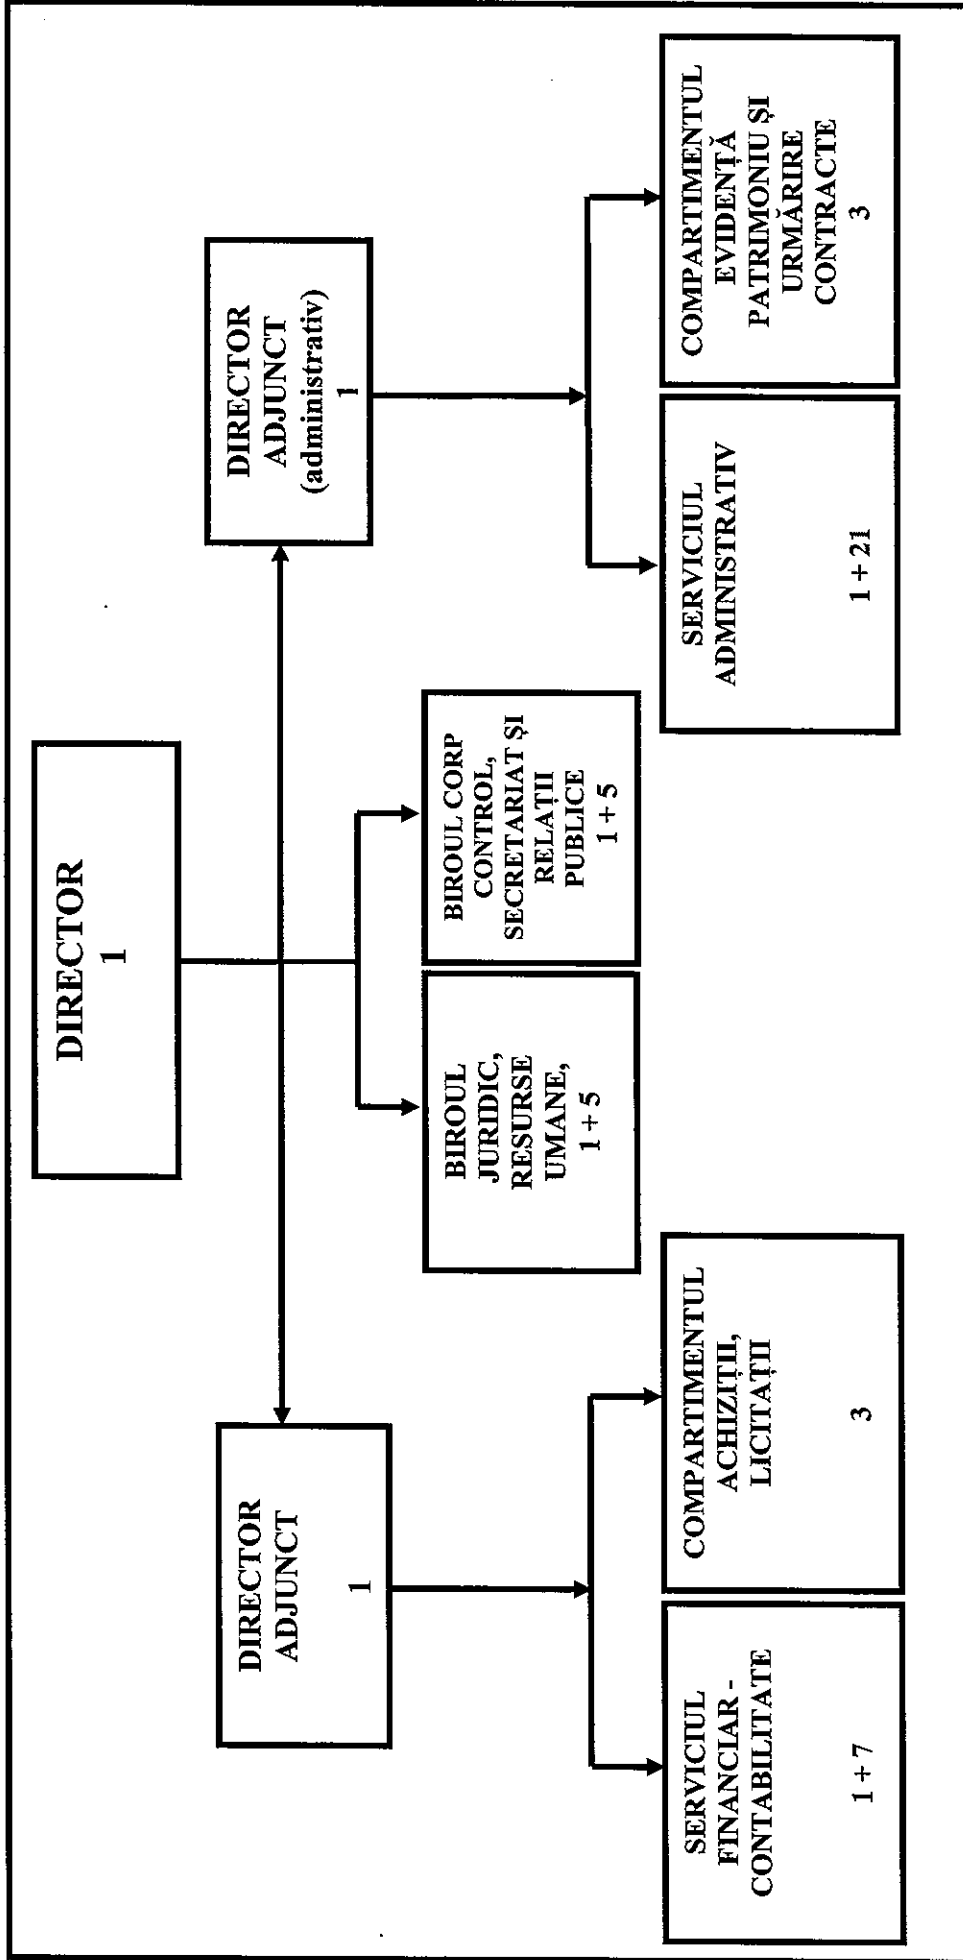 DIRECTOR
1
DIRECTOR
ADJUNCT
1
DIRECTOR
ADJUNCT
(administrativ)
1
BIROUL
JURIDIC,
RESURSE
UMANE,
1 + 5
BIROUL CORP
CONTROL,
SECRETARIAT ȘI
RELAȚII
PUBLICE
1 + 5
SERVICIUL
FINANCIAR -
CONTABILITATE
1 + 7
COMPARTIMENTUL
ACHIZIȚII,
LICITAȚII
3
SERVICIUL
ADMINISTRATIV
1 + 21
COMPARTIMENTUL
EVIDENȚĂ
PATRIMONIU ȘI
URMĂRIRE
CONTRACTE
3